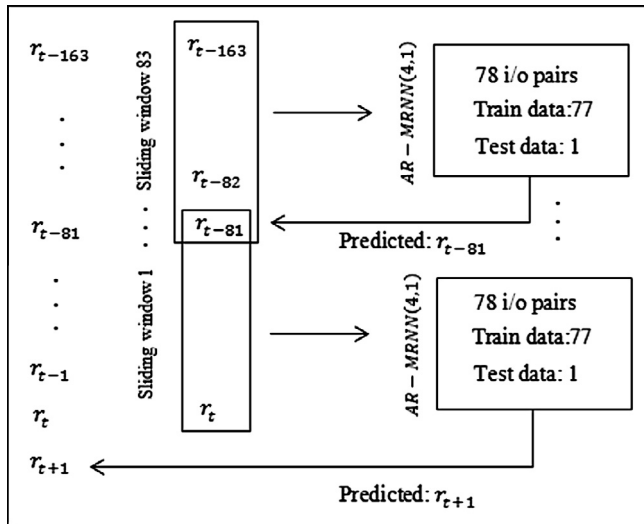 r_{t-163}
.
.
.
r_{t-81}
.
.
.
r_{t-1}
r_t
r_{t+1}
Sliding window 83
. . .
Sliding window 1
r_{t-163}
r_{t-82}
r_{t-81}
r_t
AR − MRNN(4,1)
78 i/o pairs
Train data:77
Test data: 1
Predicted: r_{t-81}
.
.
.
AR − MRNN(4,1)
78 i/o pairs
Train data:77
Test data: 1
Predicted: r_{t+1}